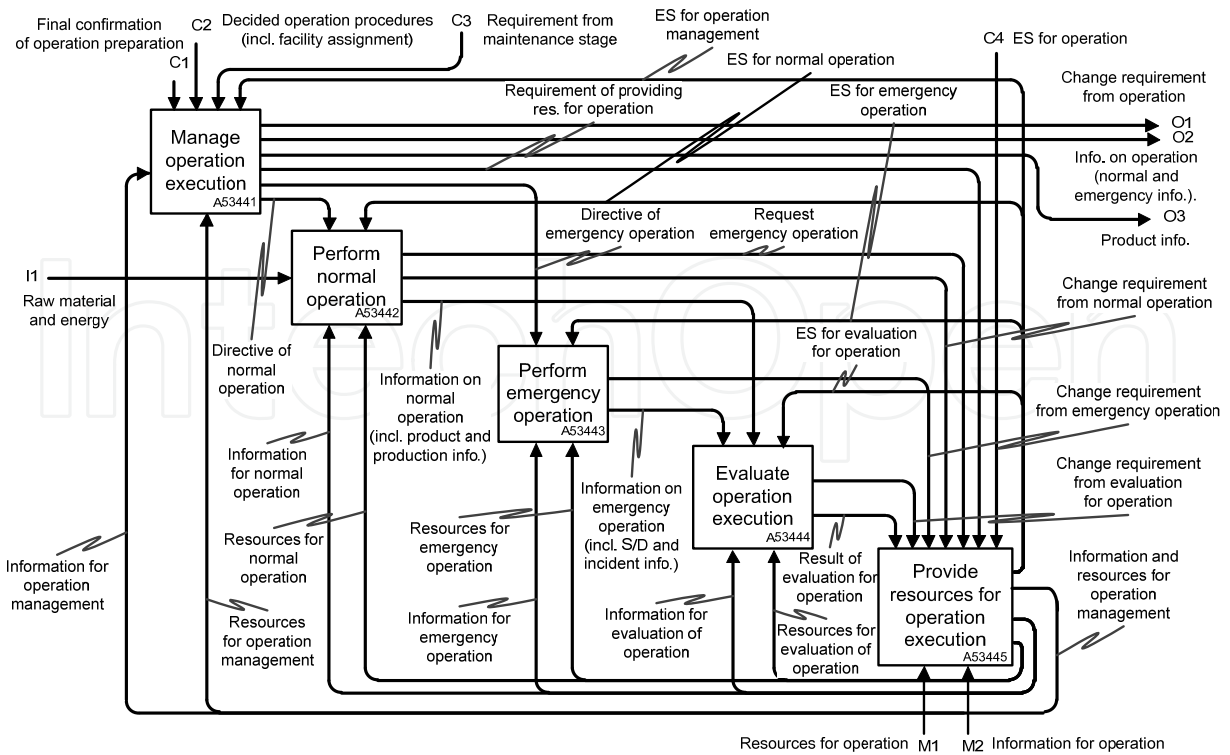 Final confirmation
of operation preparation
C1
C2
Decided operation procedures
(incl. facility assignment)
C3
Requirement from
maintenance stage
ES for operation
management
ES for normal operation
C4 ES for operation
Requirement of providing
res. for operation
ES for emergency
operation
Change requirement
from operation
O1
O2
Info. on operation
(normal and
emergency info.).
O3
Product info.
Manage
operation
execution
A53441
Directive of
emergency operation
Request
emergency operation
I1
Raw material
and energy
Perform
normal
operation
A53442
Change requirement
from normal operation
Directive of
normal
operation
ES for evaluation
for operation
Information on
normal
operation
(incl. product and
production info.)
Perform
emergency
operation
A53443
Change requirement
from emergency operation
Information
for normal
operation
Information on
emergency
operation
(incl. S/D and
incident info.)
Evaluate
operation
execution
A53444
Change requirement
from evaluation
for operation
Resources for
normal
operation
Resources for
emergency
operation
Information for
operation
management
Result of
evaluation for
operation
Provide
resources for
operation
execution
A53445
Information and
resources for
operation
management
Resources
for operation
management
Information for
emergency
operation
Information for
evaluation of
operation
Resources for
evaluation of
operation
Resources for operation M1
M2 Information for operation
IntechOpen